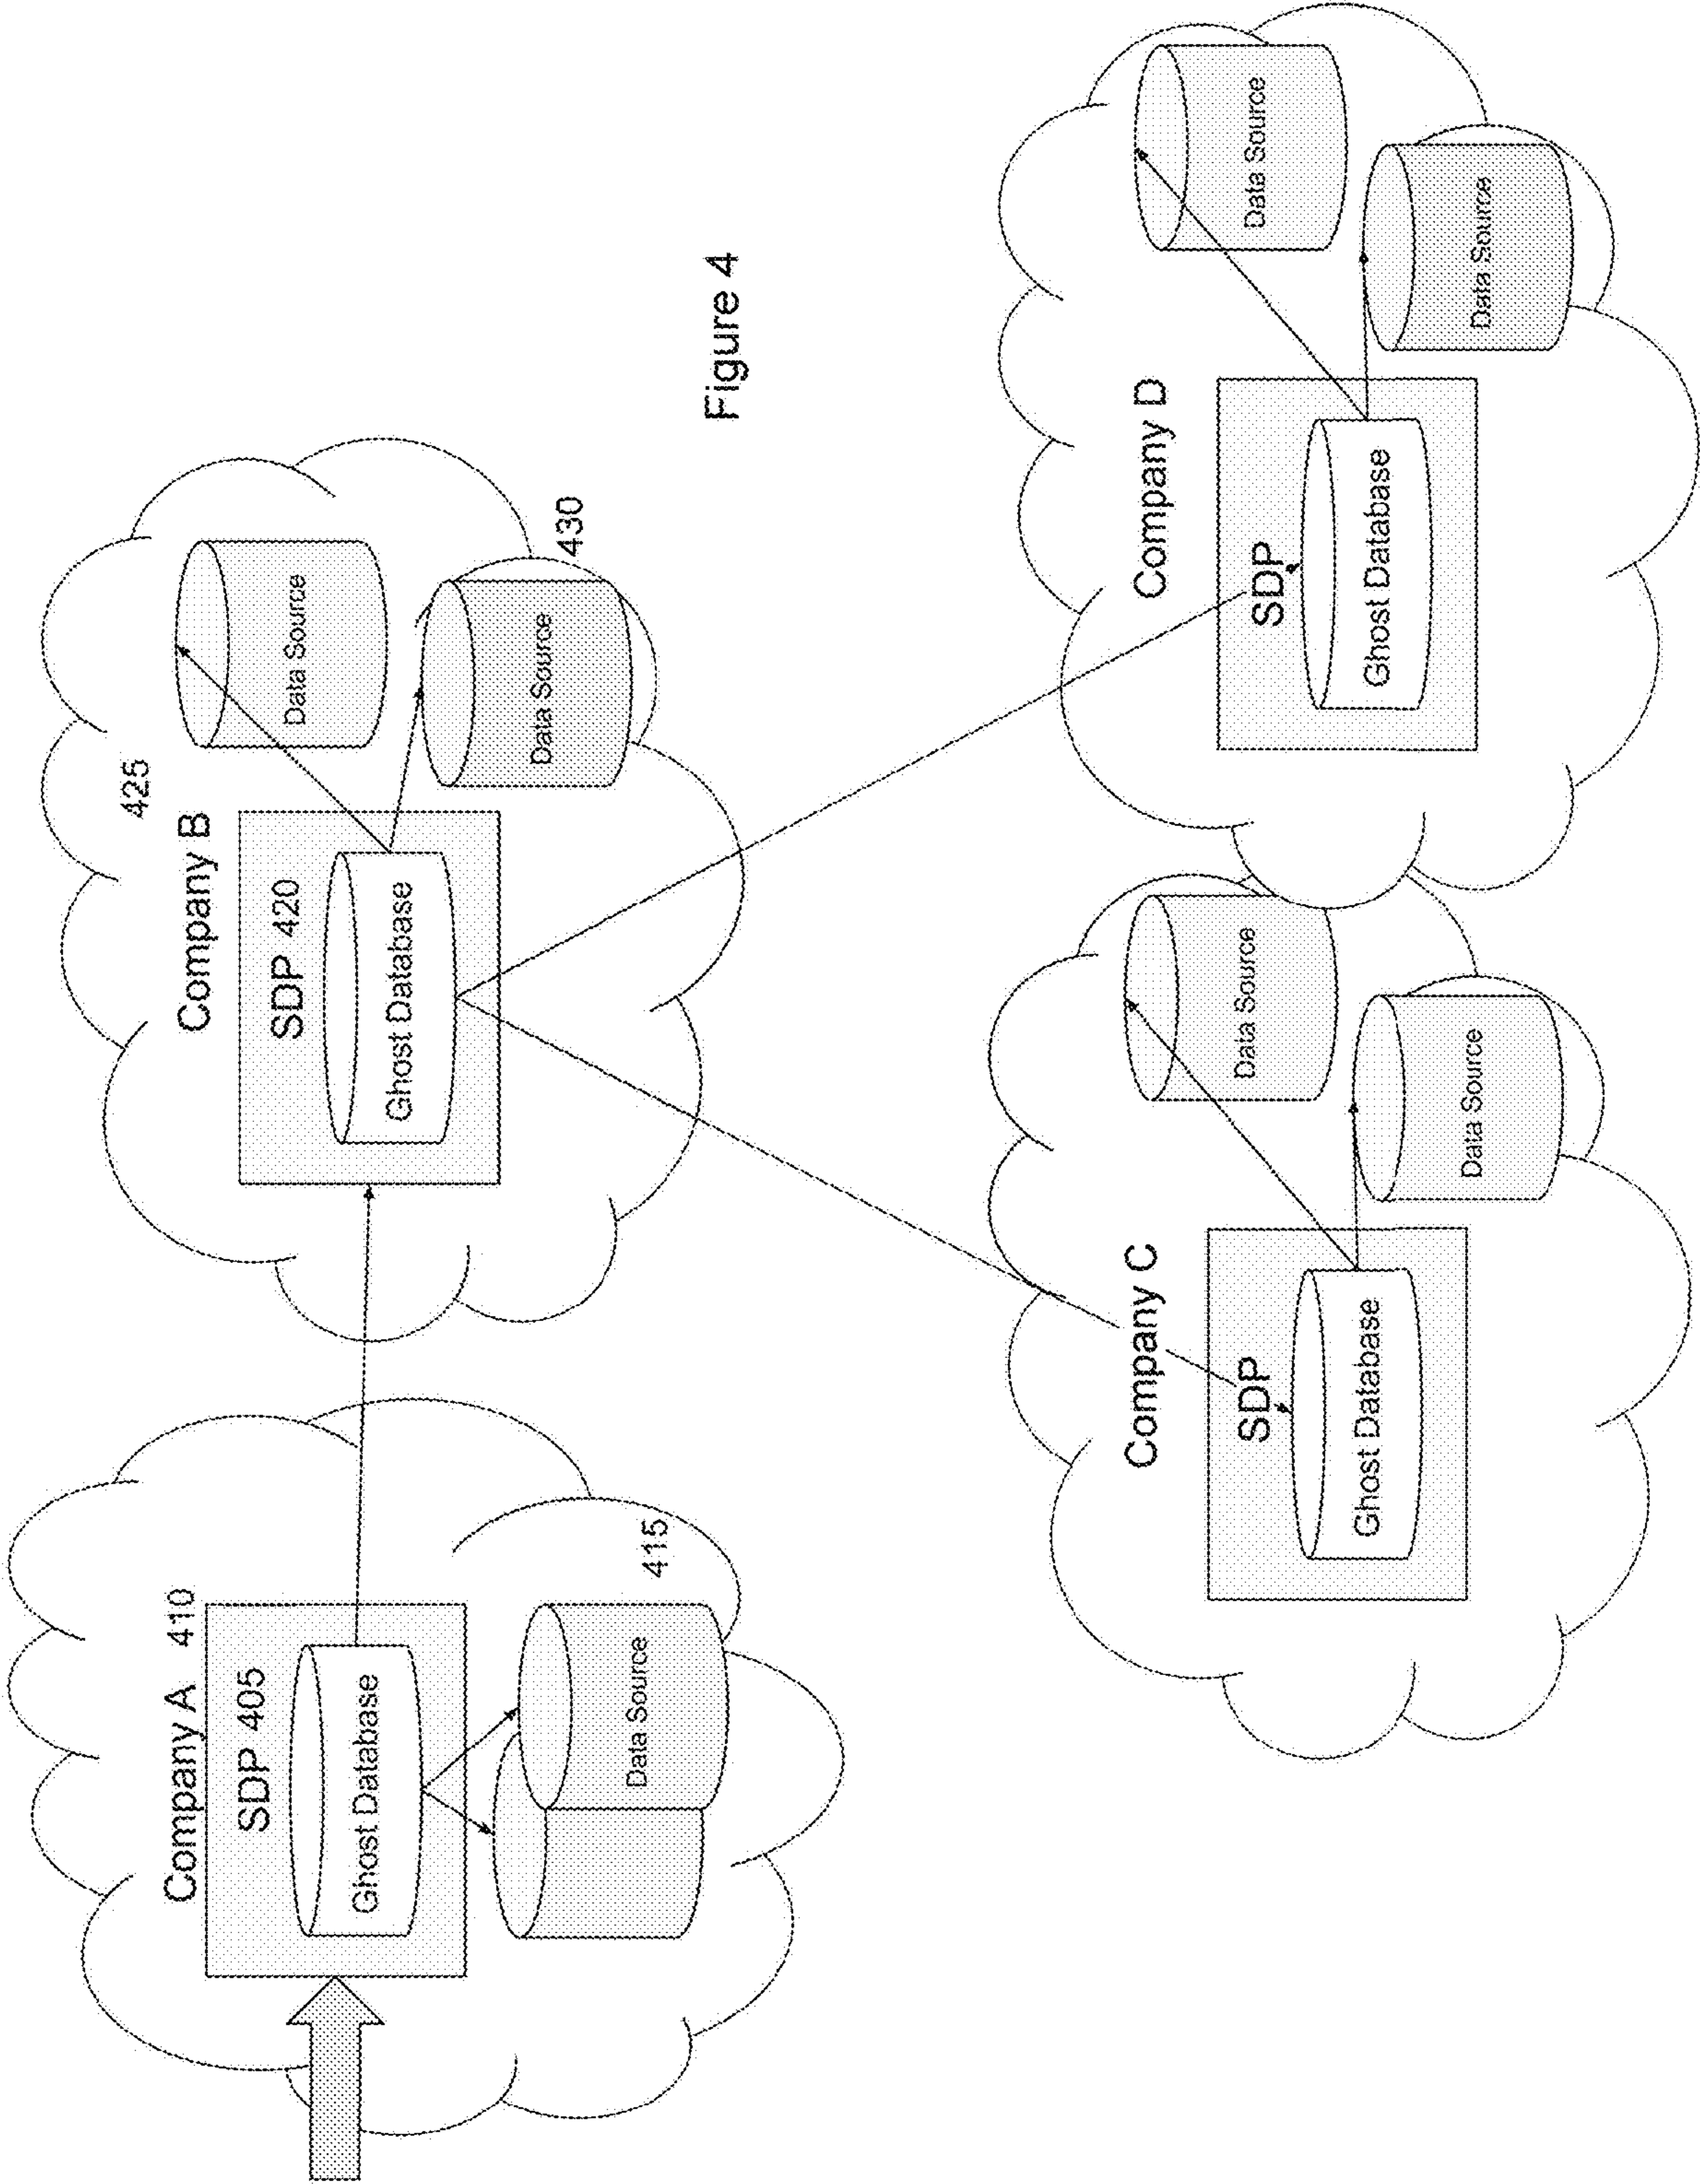 Company A 410
SDP 405
Ghost Database
Data Source
415
Company B
425
SDP 420
Ghost Database
Data Source
Data Source
430
Figure 4
Company C
SDP
Ghost Database
Data Source
Data Source
Company D
SDP
Ghost Database
Data Source
Data Source